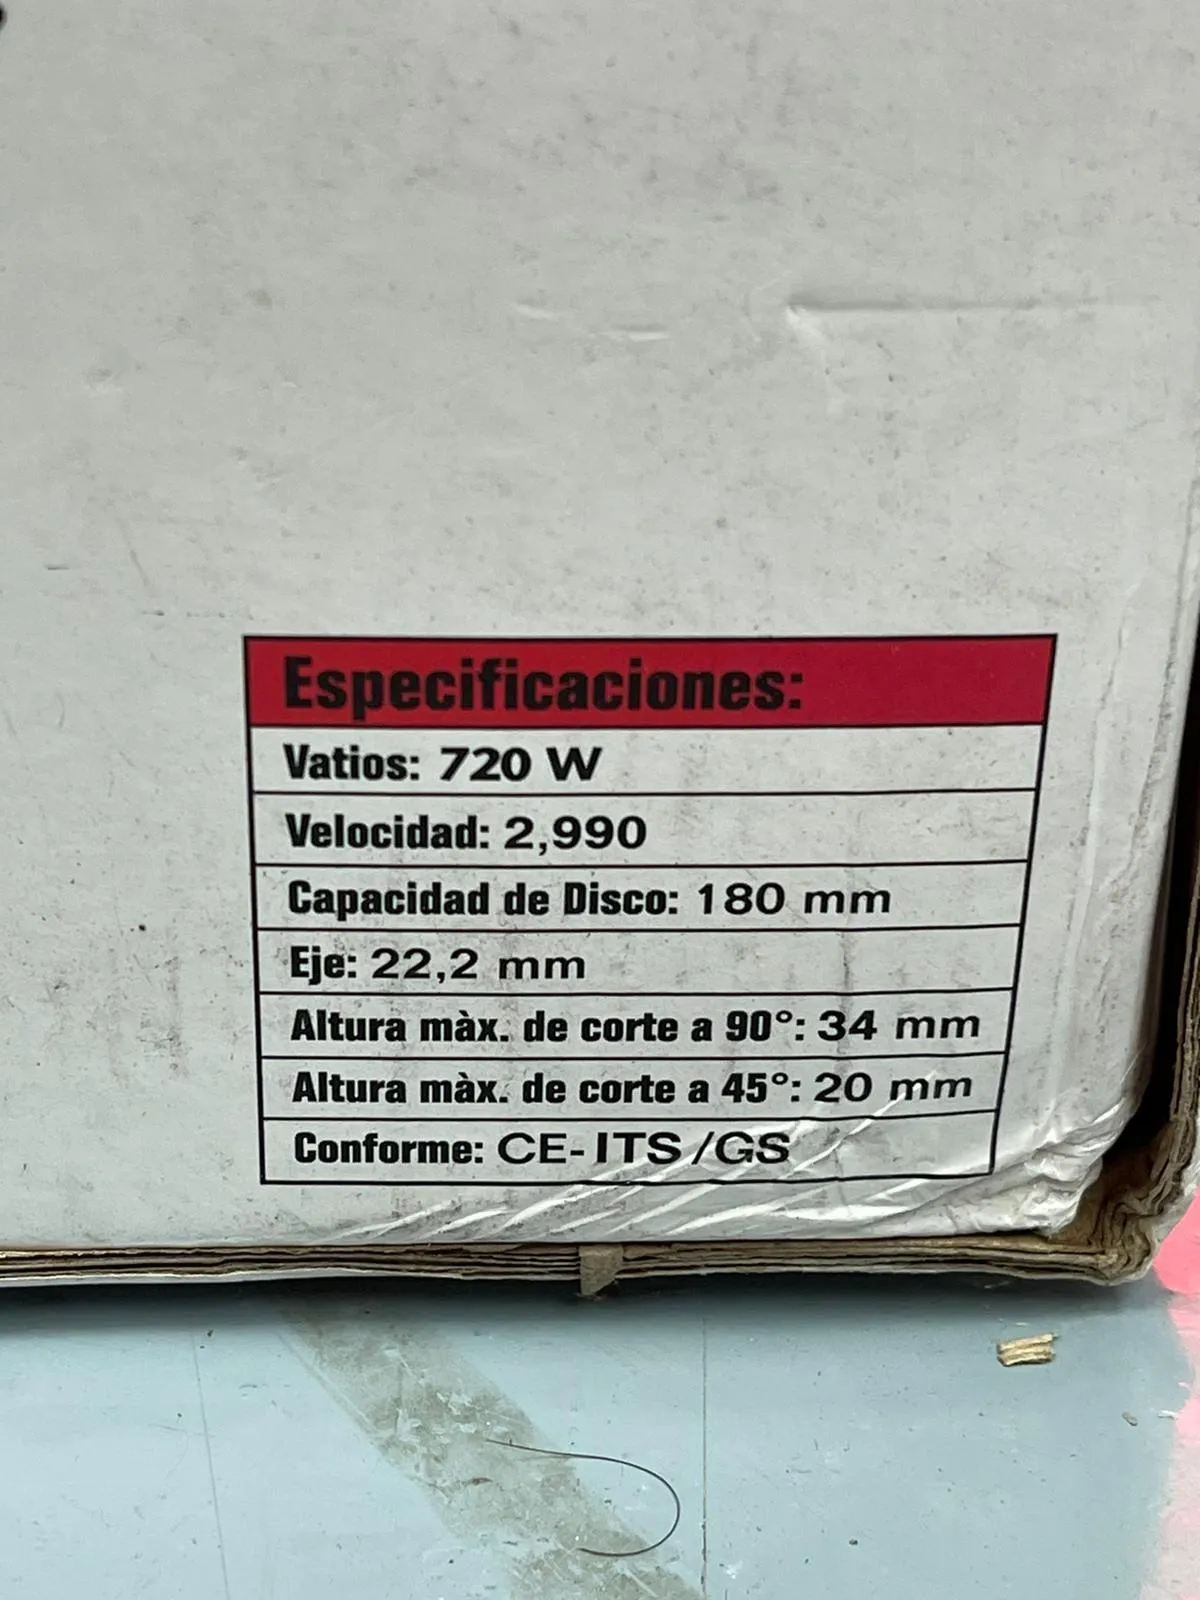 Especificaciones:
Vatios: 720 W
Velocidad: 2,990
Capacidad de Disco: 180 mm
Eje: 22,2 mm
Altura màx. de corte a 90°: 34 mm
Altura màx. de corte a 45°: 20 mm
Conforme: CE-ITS/GS